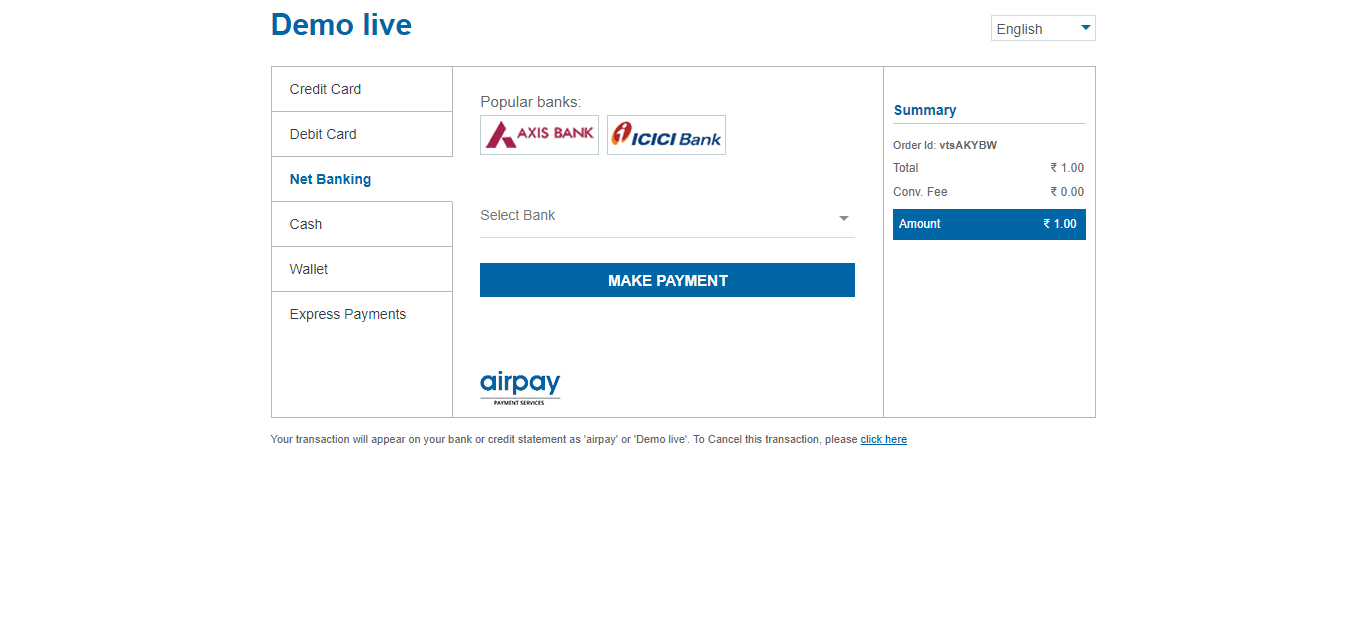 Demo live
English
Credit Card
Debit Card
Net Banking
Cash
Wallet
Express Payments
Popular banks:
AXIS BANK
ICICI Bank
Select Bank
MAKE PAYMENT
airpay
PAYMENT SERVICES
Summary
Order Id: vtsAKYBW
Total ₹ 1.00
Conv. Fee ₹ 0.00
Amount ₹ 1.00
Your transaction will appear on your bank or credit statement as 'airpay' or 'Demo live'. To Cancel this transaction, please click here